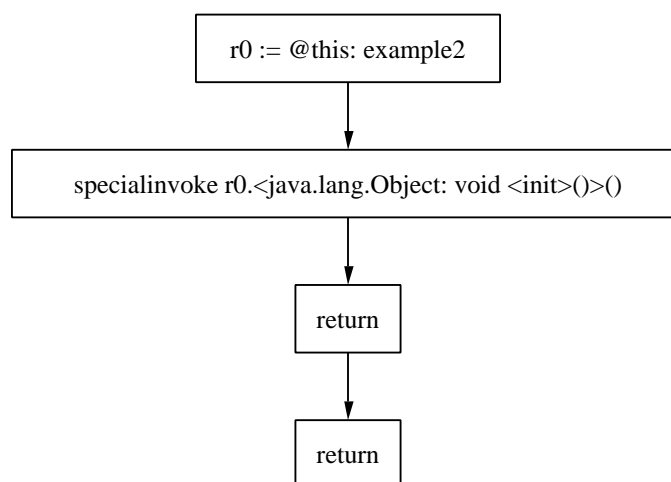 r0 := @this: example2
specialinvoke r0.<java.lang.Object: void <init>()>()
return
return